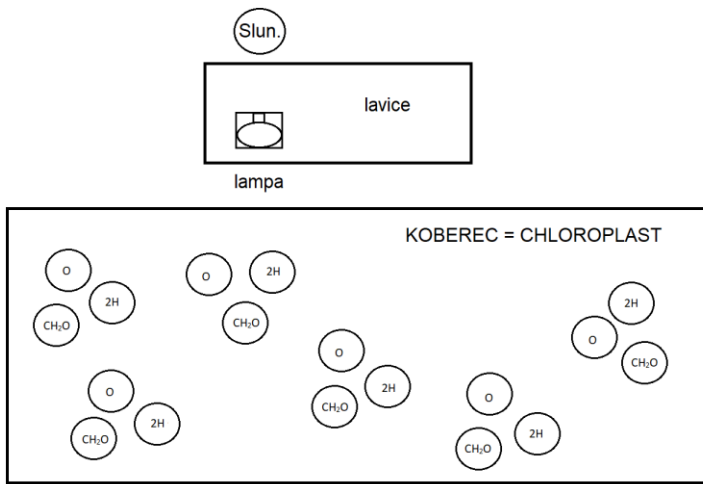 Slun.
lavice
lampa
KOBEREC = CHLOROPLAST
O
2H
CH₂O
O
2H
CH₂O
O
2H
CH₂O
O
2H
CH₂O
O
2H
CH₂O
O
2H
CH₂O